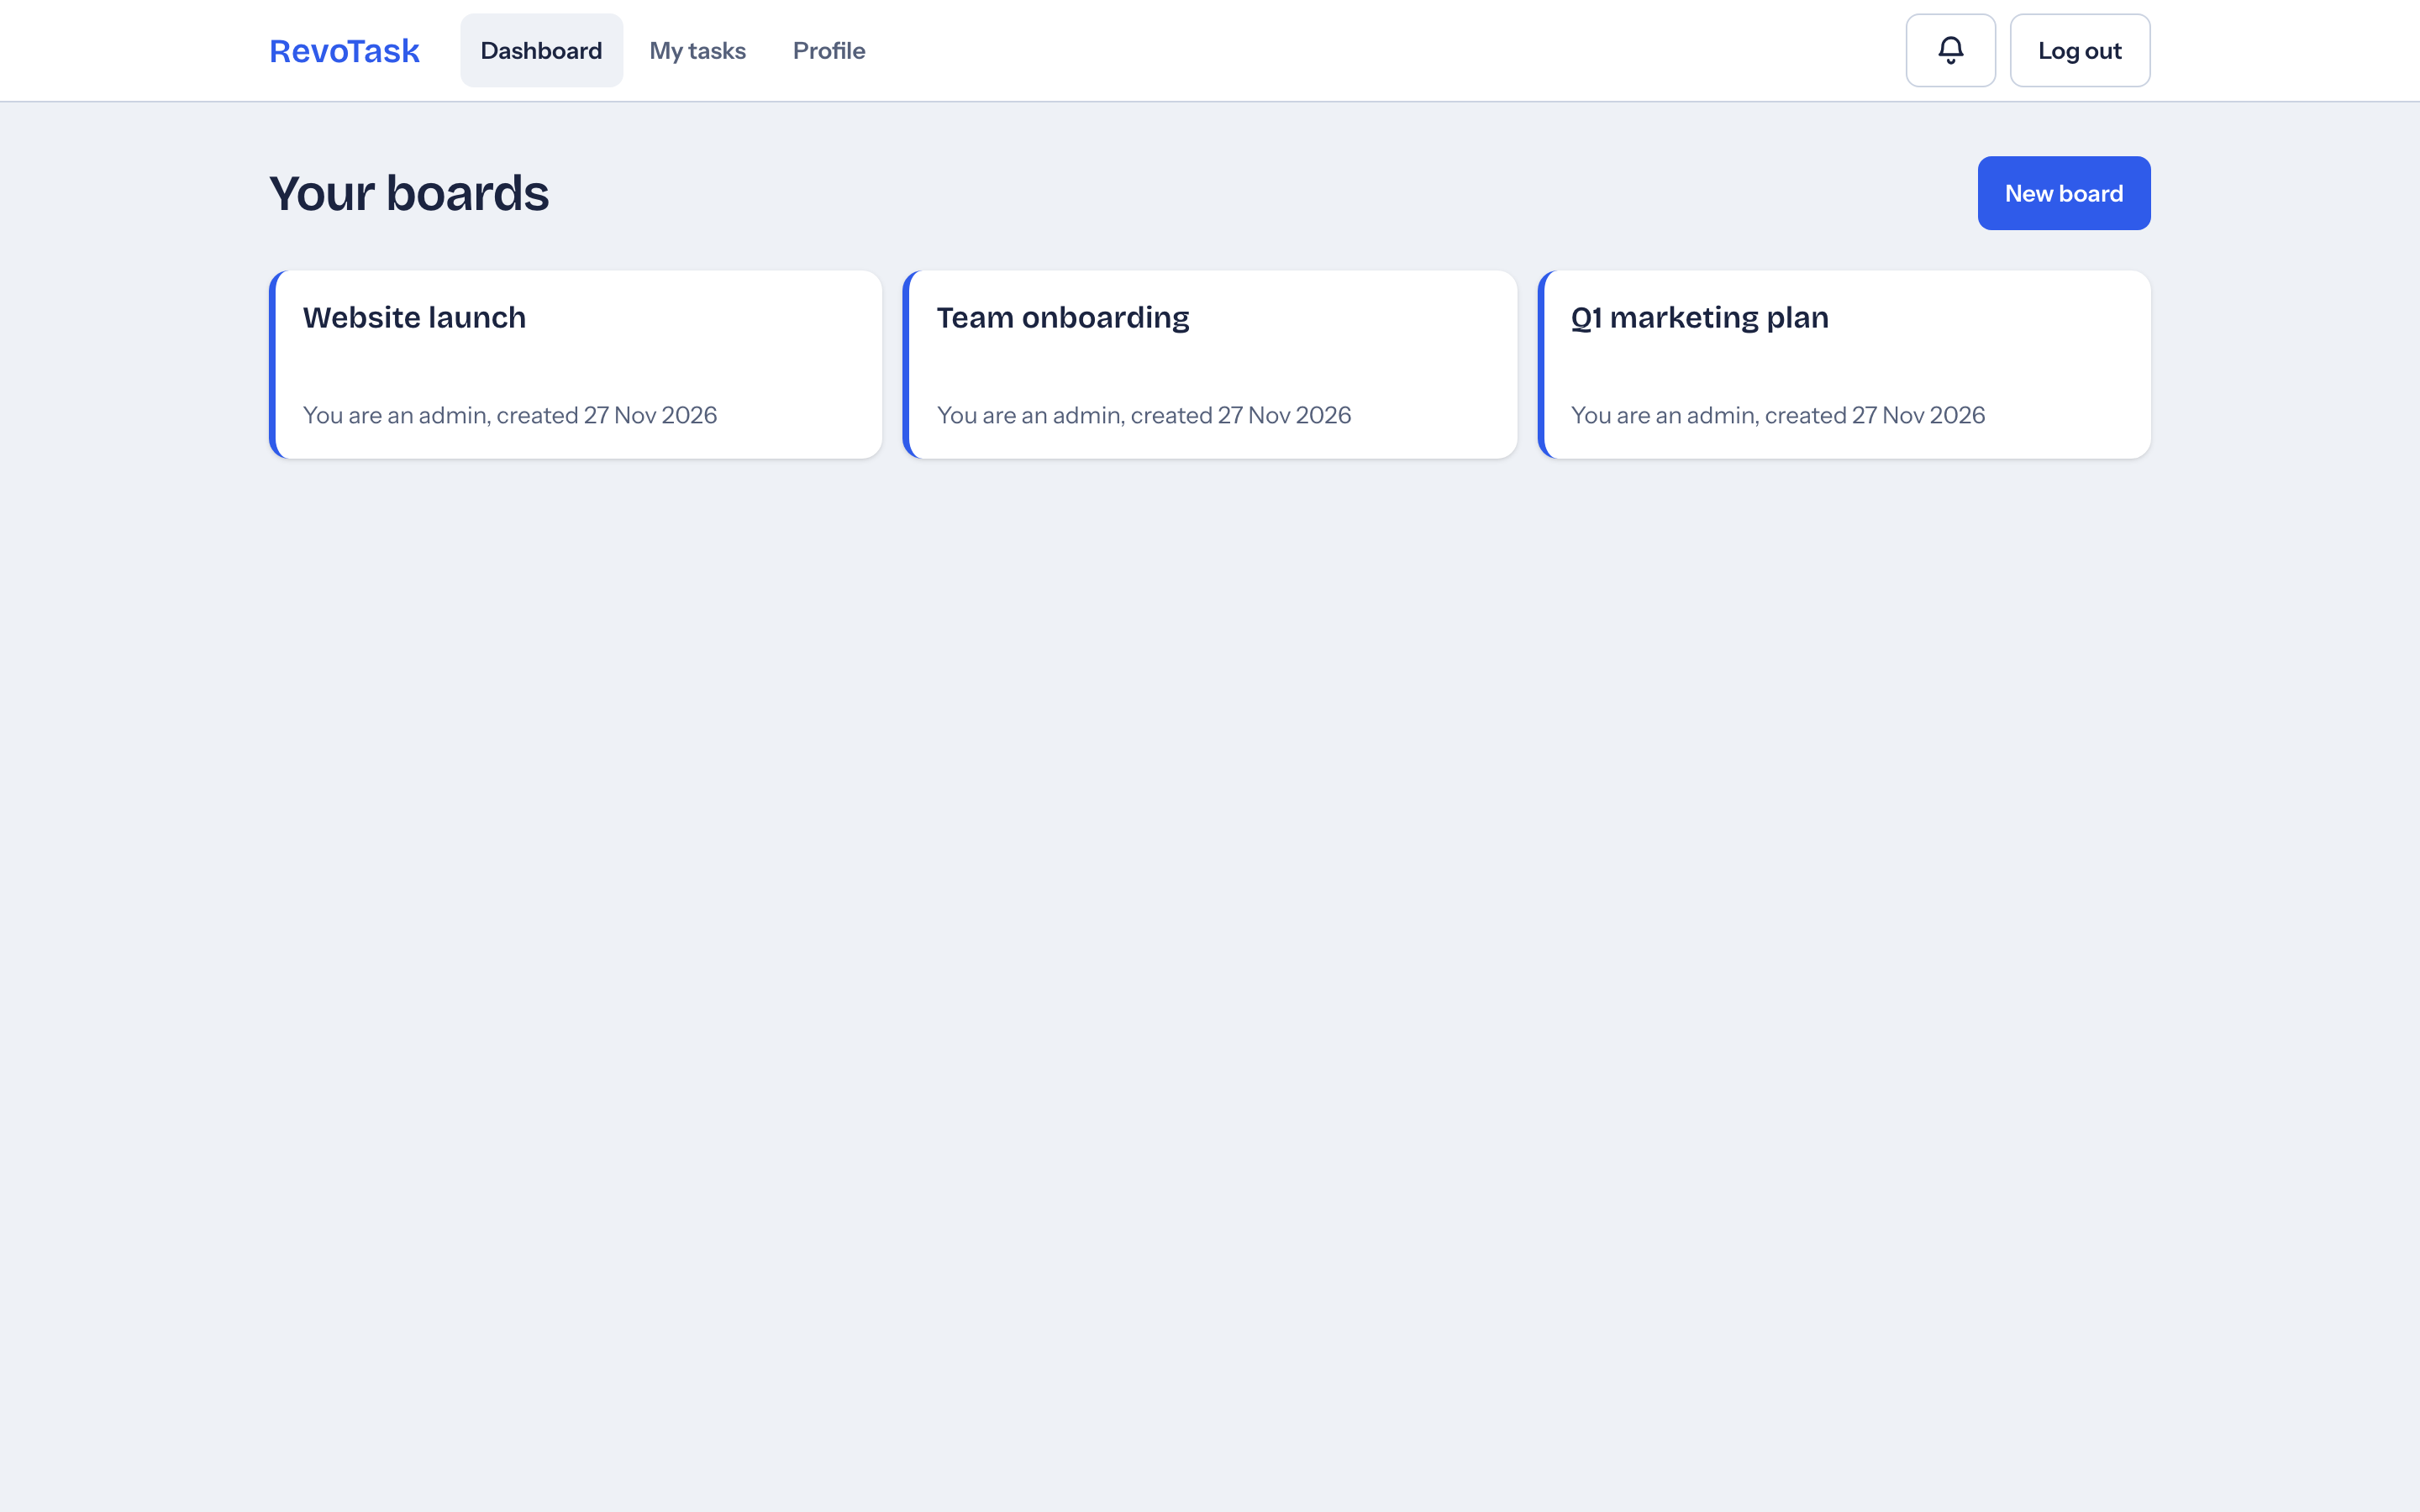 RevoTask
Dashboard
My tasks
Profile
Log out
Your boards
New board
Website launch
You are an admin, created 27 Nov 2026
Team onboarding
You are an admin, created 27 Nov 2026
Q1 marketing plan
You are an admin, created 27 Nov 2026